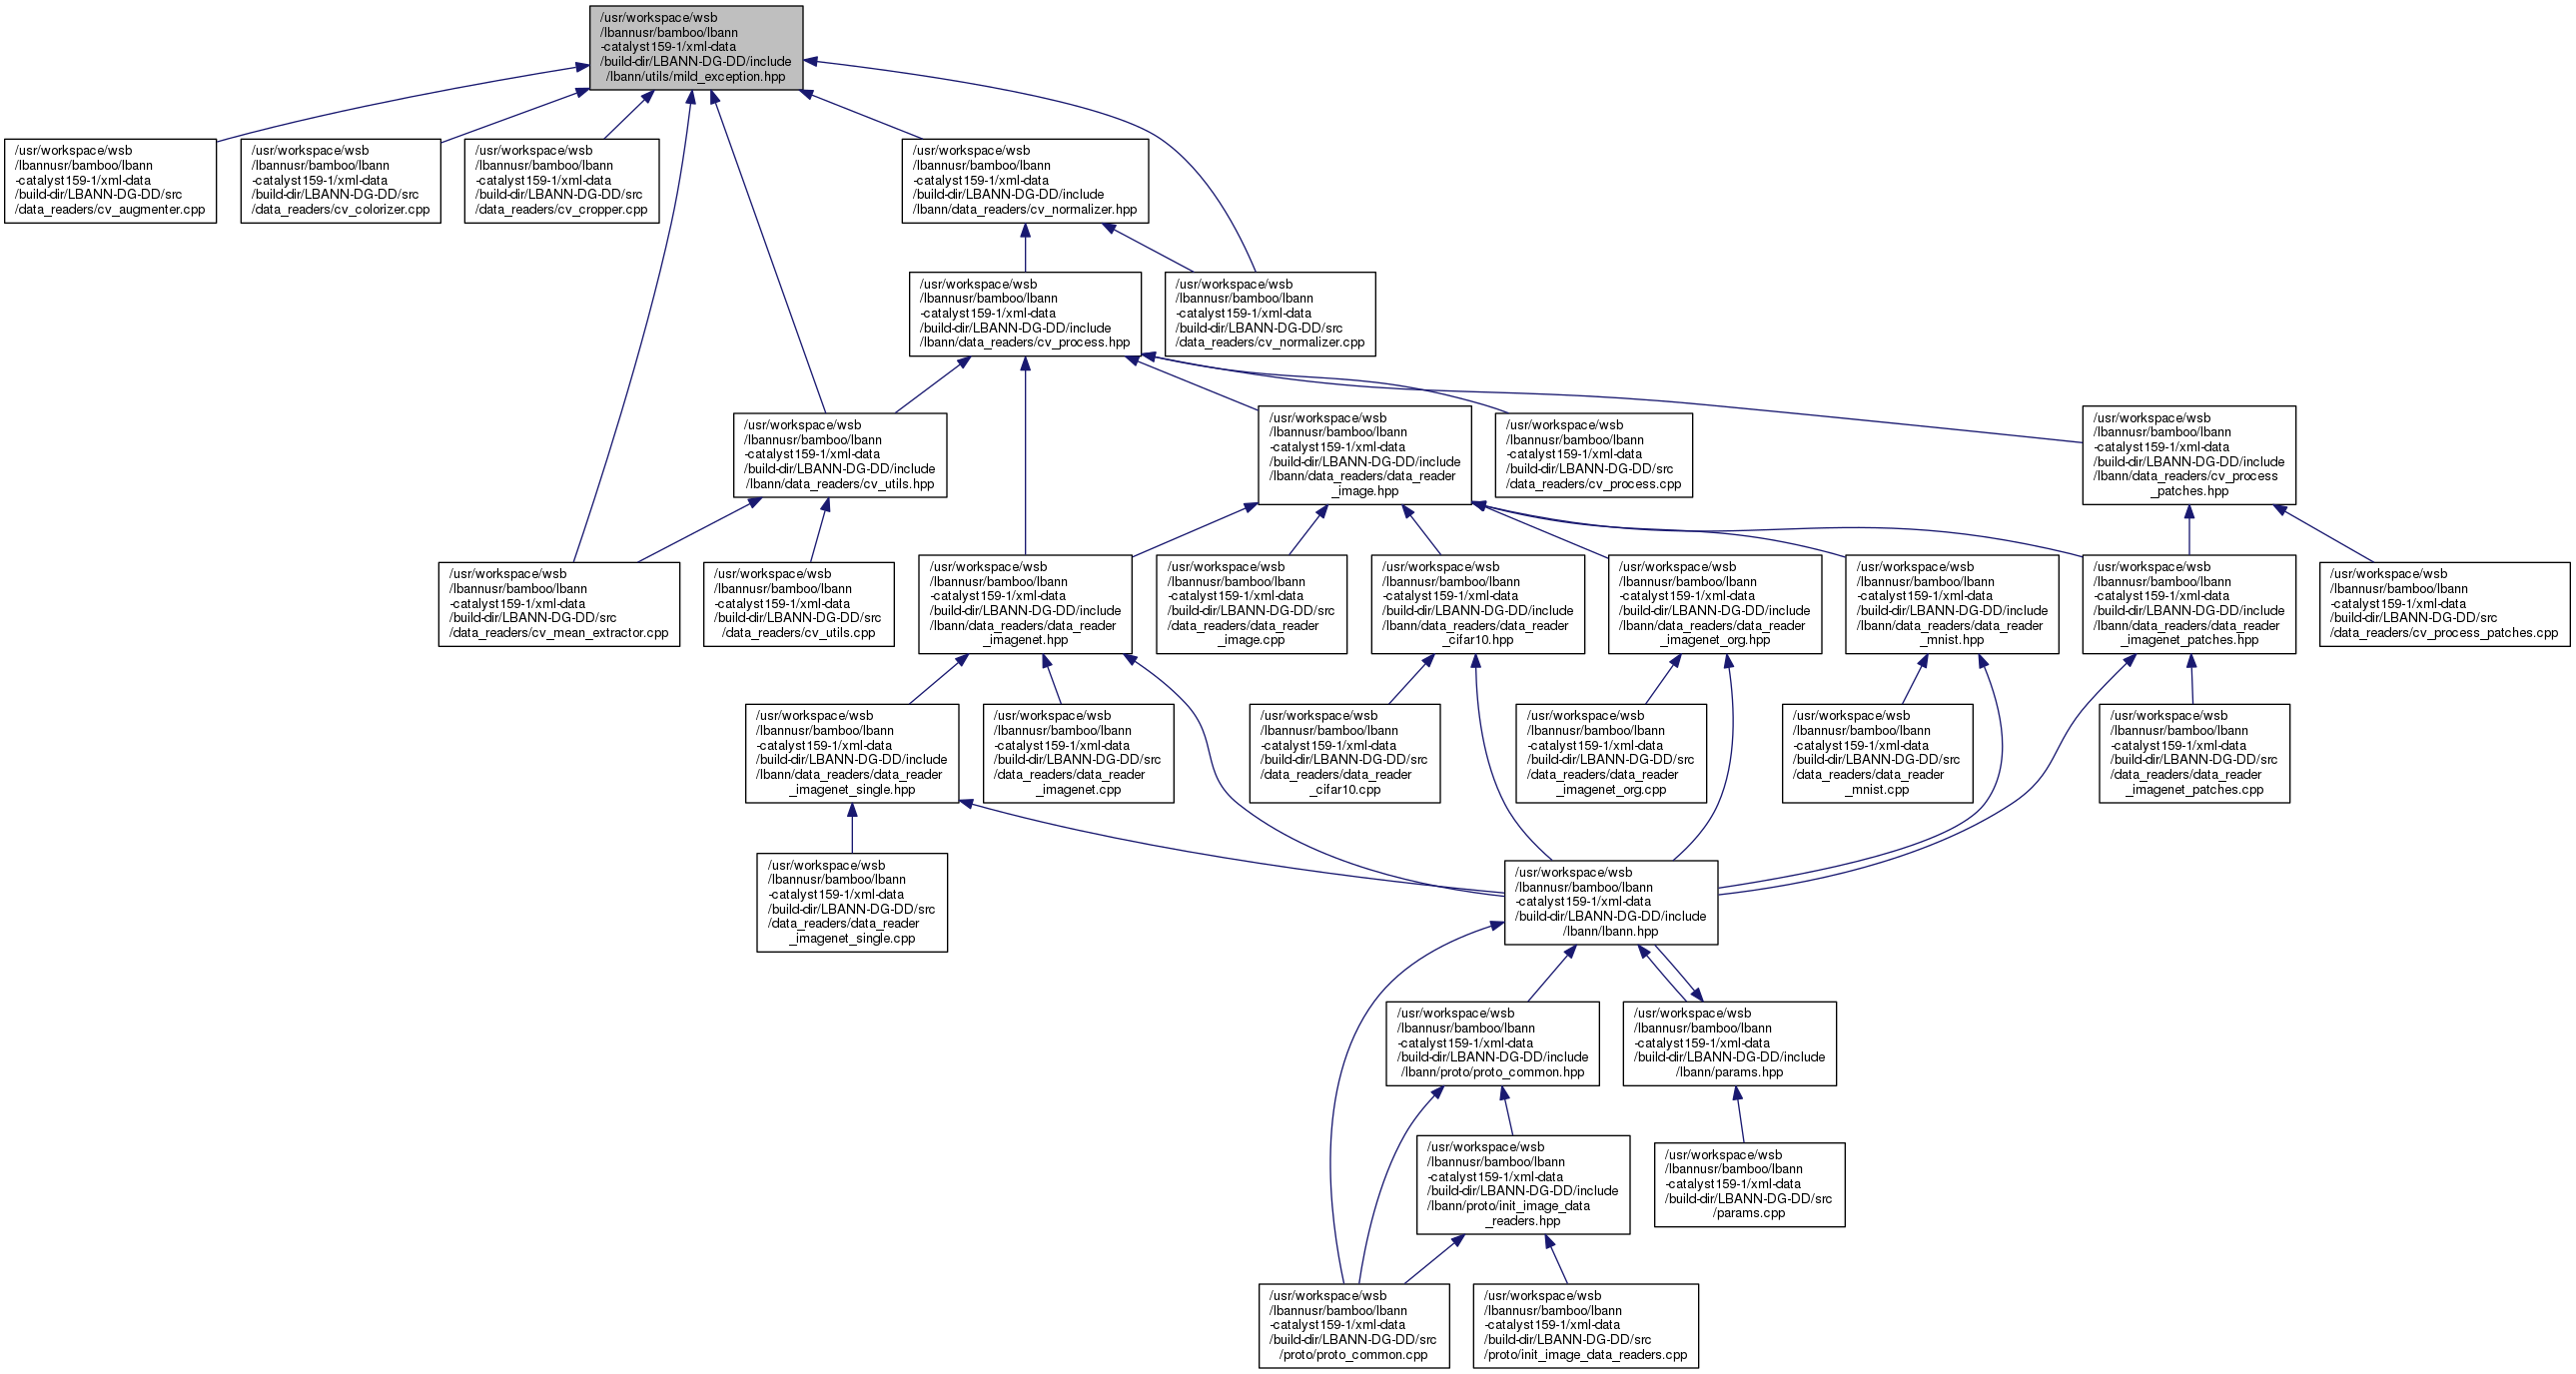 /usr/workspace/wsb
/lbannusr/bamboo/lbann
-catalyst159-1/xml-data
/build-dir/LBANN-DG-DD/include
/lbann/utils/mild_exception.hpp
/usr/workspace/wsb
/lbannusr/bamboo/lbann
-catalyst159-1/xml-data
/build-dir/LBANN-DG-DD/src
/data_readers/cv_augmenter.cpp
/usr/workspace/wsb
/lbannusr/bamboo/lbann
-catalyst159-1/xml-data
/build-dir/LBANN-DG-DD/src
/data_readers/cv_colorizer.cpp
/usr/workspace/wsb
/lbannusr/bamboo/lbann
-catalyst159-1/xml-data
/build-dir/LBANN-DG-DD/src
/data_readers/cv_cropper.cpp
/usr/workspace/wsb
/lbannusr/bamboo/lbann
-catalyst159-1/xml-data
/build-dir/LBANN-DG-DD/include
/lbann/data_readers/cv_normalizer.hpp
/usr/workspace/wsb
/lbannusr/bamboo/lbann
-catalyst159-1/xml-data
/build-dir/LBANN-DG-DD/include
/lbann/data_readers/cv_process.hpp
/usr/workspace/wsb
/lbannusr/bamboo/lbann
-catalyst159-1/xml-data
/build-dir/LBANN-DG-DD/src
/data_readers/cv_normalizer.cpp
/usr/workspace/wsb
/lbannusr/bamboo/lbann
-catalyst159-1/xml-data
/build-dir/LBANN-DG-DD/include
/lbann/data_readers/cv_utils.hpp
/usr/workspace/wsb
/lbannusr/bamboo/lbann
-catalyst159-1/xml-data
/build-dir/LBANN-DG-DD/include
/lbann/data_readers/data_reader
_image.hpp
/usr/workspace/wsb
/lbannusr/bamboo/lbann
-catalyst159-1/xml-data
/build-dir/LBANN-DG-DD/src
/data_readers/cv_process.cpp
/usr/workspace/wsb
/lbannusr/bamboo/lbann
-catalyst159-1/xml-data
/build-dir/LBANN-DG-DD/include
/lbann/data_readers/cv_process
_patches.hpp
/usr/workspace/wsb
/lbannusr/bamboo/lbann
-catalyst159-1/xml-data
/build-dir/LBANN-DG-DD/src
/data_readers/cv_mean_extractor.cpp
/usr/workspace/wsb
/lbannusr/bamboo/lbann
-catalyst159-1/xml-data
/build-dir/LBANN-DG-DD/src
/data_readers/cv_utils.cpp
/usr/workspace/wsb
/lbannusr/bamboo/lbann
-catalyst159-1/xml-data
/build-dir/LBANN-DG-DD/include
/lbann/data_readers/data_reader
_imagenet.hpp
/usr/workspace/wsb
/lbannusr/bamboo/lbann
-catalyst159-1/xml-data
/build-dir/LBANN-DG-DD/src
/data_readers/data_reader
_image.cpp
/usr/workspace/wsb
/lbannusr/bamboo/lbann
-catalyst159-1/xml-data
/build-dir/LBANN-DG-DD/include
/lbann/data_readers/data_reader
_cifar10.hpp
/usr/workspace/wsb
/lbannusr/bamboo/lbann
-catalyst159-1/xml-data
/build-dir/LBANN-DG-DD/include
/lbann/data_readers/data_reader
_imagenet_org.hpp
/usr/workspace/wsb
/lbannusr/bamboo/lbann
-catalyst159-1/xml-data
/build-dir/LBANN-DG-DD/include
/lbann/data_readers/data_reader
_mnist.hpp
/usr/workspace/wsb
/lbannusr/bamboo/lbann
-catalyst159-1/xml-data
/build-dir/LBANN-DG-DD/include
/lbann/data_readers/data_reader
_imagenet_patches.hpp
/usr/workspace/wsb
/lbannusr/bamboo/lbann
-catalyst159-1/xml-data
/build-dir/LBANN-DG-DD/src
/data_readers/cv_process_patches.cpp
/usr/workspace/wsb
/lbannusr/bamboo/lbann
-catalyst159-1/xml-data
/build-dir/LBANN-DG-DD/include
/lbann/data_readers/data_reader
_imagenet_single.hpp
/usr/workspace/wsb
/lbannusr/bamboo/lbann
-catalyst159-1/xml-data
/build-dir/LBANN-DG-DD/src
/data_readers/data_reader
_imagenet.cpp
/usr/workspace/wsb
/lbannusr/bamboo/lbann
-catalyst159-1/xml-data
/build-dir/LBANN-DG-DD/src
/data_readers/data_reader
_cifar10.cpp
/usr/workspace/wsb
/lbannusr/bamboo/lbann
-catalyst159-1/xml-data
/build-dir/LBANN-DG-DD/src
/data_readers/data_reader
_imagenet_org.cpp
/usr/workspace/wsb
/lbannusr/bamboo/lbann
-catalyst159-1/xml-data
/build-dir/LBANN-DG-DD/src
/data_readers/data_reader
_mnist.cpp
/usr/workspace/wsb
/lbannusr/bamboo/lbann
-catalyst159-1/xml-data
/build-dir/LBANN-DG-DD/src
/data_readers/data_reader
_imagenet_patches.cpp
/usr/workspace/wsb
/lbannusr/bamboo/lbann
-catalyst159-1/xml-data
/build-dir/LBANN-DG-DD/src
/data_readers/data_reader
_imagenet_single.cpp
/usr/workspace/wsb
/lbannusr/bamboo/lbann
-catalyst159-1/xml-data
/build-dir/LBANN-DG-DD/include
/lbann/lbann.hpp
/usr/workspace/wsb
/lbannusr/bamboo/lbann
-catalyst159-1/xml-data
/build-dir/LBANN-DG-DD/include
/lbann/proto/proto_common.hpp
/usr/workspace/wsb
/lbannusr/bamboo/lbann
-catalyst159-1/xml-data
/build-dir/LBANN-DG-DD/include
/lbann/params.hpp
/usr/workspace/wsb
/lbannusr/bamboo/lbann
-catalyst159-1/xml-data
/build-dir/LBANN-DG-DD/include
/lbann/proto/init_image_data
_readers.hpp
/usr/workspace/wsb
/lbannusr/bamboo/lbann
-catalyst159-1/xml-data
/build-dir/LBANN-DG-DD/src
/params.cpp
/usr/workspace/wsb
/lbannusr/bamboo/lbann
-catalyst159-1/xml-data
/build-dir/LBANN-DG-DD/src
/proto/proto_common.cpp
/usr/workspace/wsb
/lbannusr/bamboo/lbann
-catalyst159-1/xml-data
/build-dir/LBANN-DG-DD/src
/proto/init_image_data_readers.cpp